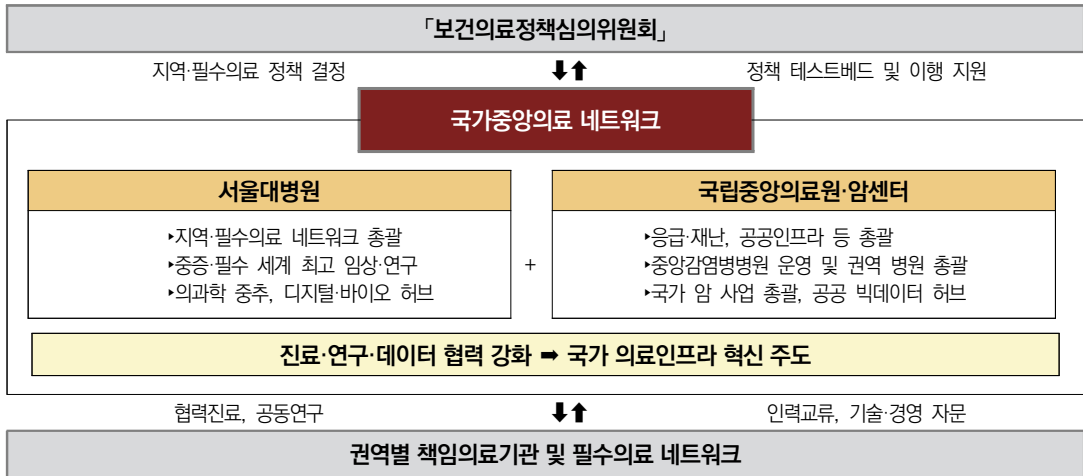 「보건의료정책심의위원회」
지역·필수의료 정책 결정 ⬇⬆ 정책 테스트베드 및 이행 지원
국가중앙의료 네트워크
서울대병원
‣지역·필수의료 네트워크 총괄
‣중증·필수 세계 최고 임상·연구
‣의과학 중추, 디지털·바이오 허브
+
국립중앙의료원·암센터
‣응급·재난, 공공인프라 등 총괄
‣중앙감염병병원 운영 및 권역 병원 총괄
‣국가 암 사업 총괄, 공공 빅데이터 허브
진료·연구·데이터 협력 강화 ➡ 국가 의료인프라 혁신 주도
협력진료, 공동연구 ⬇⬆ 인력교류, 기술·경영 자문
권역별 책임의료기관 및 필수의료 네트워크